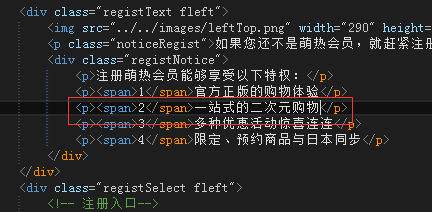 <div class="registText fleft">
<img src="../../images/leftTop.png" width="290" height=
<p class="noticeRegist">如果您还不是萌热会员，就赶紧注册
<div class="registNotice">
<p>注册萌热会员能够享受以下特权：</p>
<p><span>1</span>官方正版的购物体验</p>
<p><span>2</span>一站式的二次元购物</p>
<p><span>3</span>多种优惠活动惊喜连连</p>
<p><span>4</span>限定、预约商品与日本同步</p>
</div>
</div>
<div class="registSelect fleft">
<!-- 注册入口-->